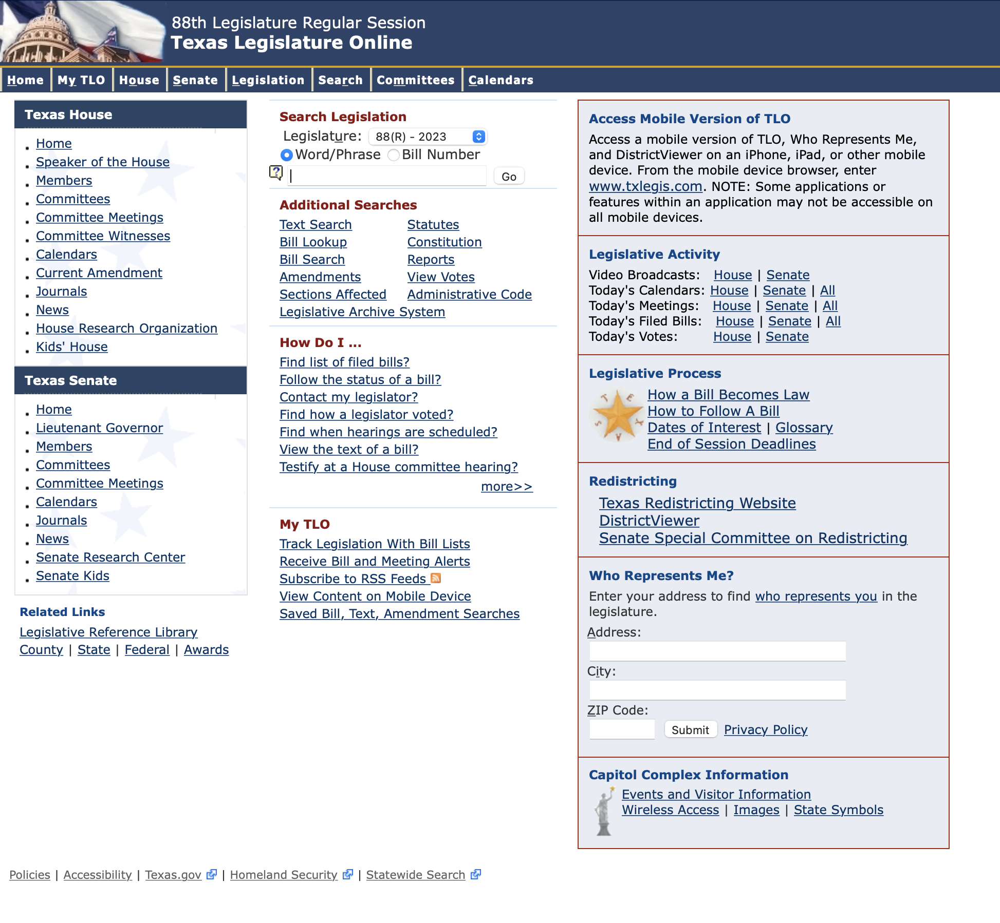 88th Legislature Regular Session
Texas Legislature Online
Home
My TLO
House
Senate
Legislation
Search
Committees
Calendars
Texas House
Home
Speaker of the House
Members
Committees
Committee Meetings
Committee Witnesses
Calendars
Current Amendment
Journals
News
House Research Organization
Kids' House
Texas Senate
Home
Lieutenant Governor
Members
Committees
Committee Meetings
Calendars
Journals
News
Senate Research Center
Senate Kids
Related Links
Legislative Reference Library
County | State | Federal | Awards
Search Legislation
Legislature: 88(R) - 2023
Word/Phrase Bill Number
? Go
Additional Searches
Text Search Statutes
Bill Lookup Constitution
Bill Search Reports
Amendments View Votes
Sections Affected Administrative Code
Legislative Archive System
How Do I ...
Find list of filed bills?
Follow the status of a bill?
Contact my legislator?
Find how a legislator voted?
Find when hearings are scheduled?
View the text of a bill?
Testify at a House committee hearing?
more>>
My TLO
Track Legislation With Bill Lists
Receive Bill and Meeting Alerts
Subscribe to RSS Feeds
View Content on Mobile Device
Saved Bill, Text, Amendment Searches
Access Mobile Version of TLO
Access a mobile version of TLO, Who Represents Me,
and DistrictViewer on an iPhone, iPad, or other mobile
device. From the mobile device browser, enter
www.txlegis.com. NOTE: Some applications or
features within an application may not be accessible on
all mobile devices.
Legislative Activity
Video Broadcasts: House | Senate
Today's Calendars: House | Senate | All
Today's Meetings: House | Senate | All
Today's Filed Bills: House | Senate | All
Today's Votes: House | Senate
Legislative Process
TEXAS
How a Bill Becomes Law
How to Follow A Bill
Dates of Interest | Glossary
End of Session Deadlines
Redistricting
Texas Redistricting Website
DistrictViewer
Senate Special Committee on Redistricting
Who Represents Me?
Enter your address to find who represents you in the
legislature.
Address:
City:
ZIP Code:
Submit Privacy Policy
Capitol Complex Information
Events and Visitor Information
Wireless Access | Images | State Symbols
Policies | Accessibility | Texas.gov | Homeland Security | Statewide Search